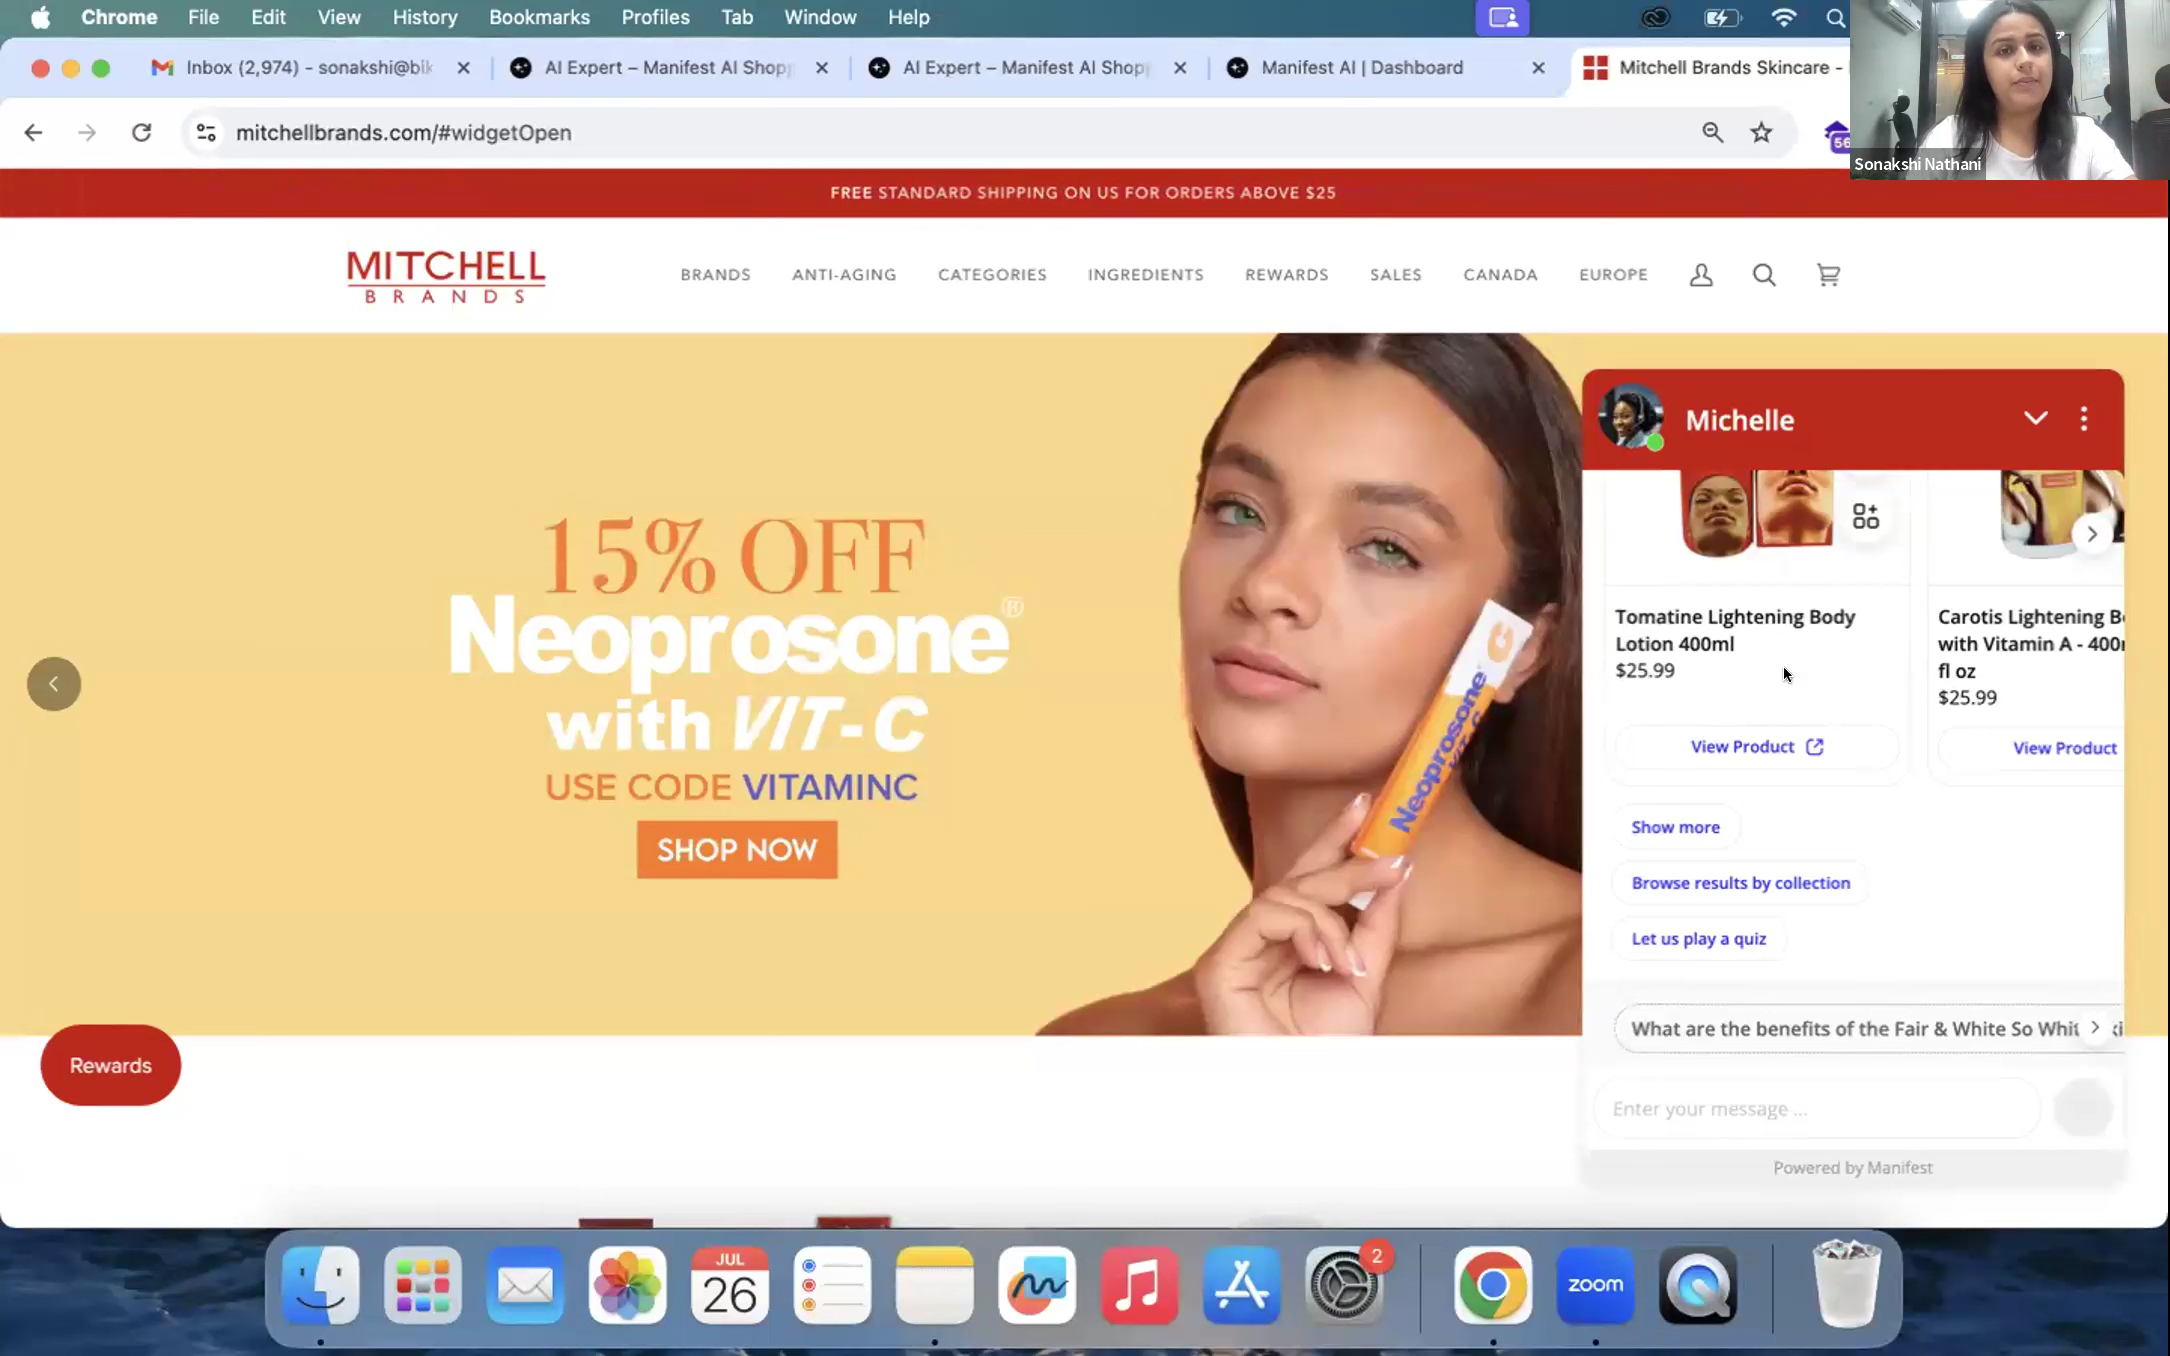 Chrome File Edit View History Bookmarks Profiles Tab Window Help
Inbox (2,974) - sonakshi@bik
AI Expert – Manifest AI Shop
AI Expert – Manifest AI Shop
Manifest AI | Dashboard
Mitchell Brands Skincare -
mitchellbrands.com/#widgetOpen
56
Sonakshi Nathani
FREE STANDARD SHIPPING ON US FOR ORDERS ABOVE $25
MITCHELL
BRANDS
BRANDS ANTI-AGING CATEGORIES INGREDIENTS REWARDS SALES CANADA EUROPE
15% OFF
Neoprosone®
with VIT-C
USE CODE VITAMINC
SHOP NOW
C
Neoprosone
VIT-C
Michelle
Tomatine Lightening Body
Lotion 400ml
$25.99
View Product
Carotis Lightening B
with Vitamin A - 400
fl oz
$25.99
View Product
Show more
Browse results by collection
Let us play a quiz
What are the benefits of the Fair & White So Whit
Enter your message ...
Powered by Manifest
Rewards
JUL
26
2
zoom